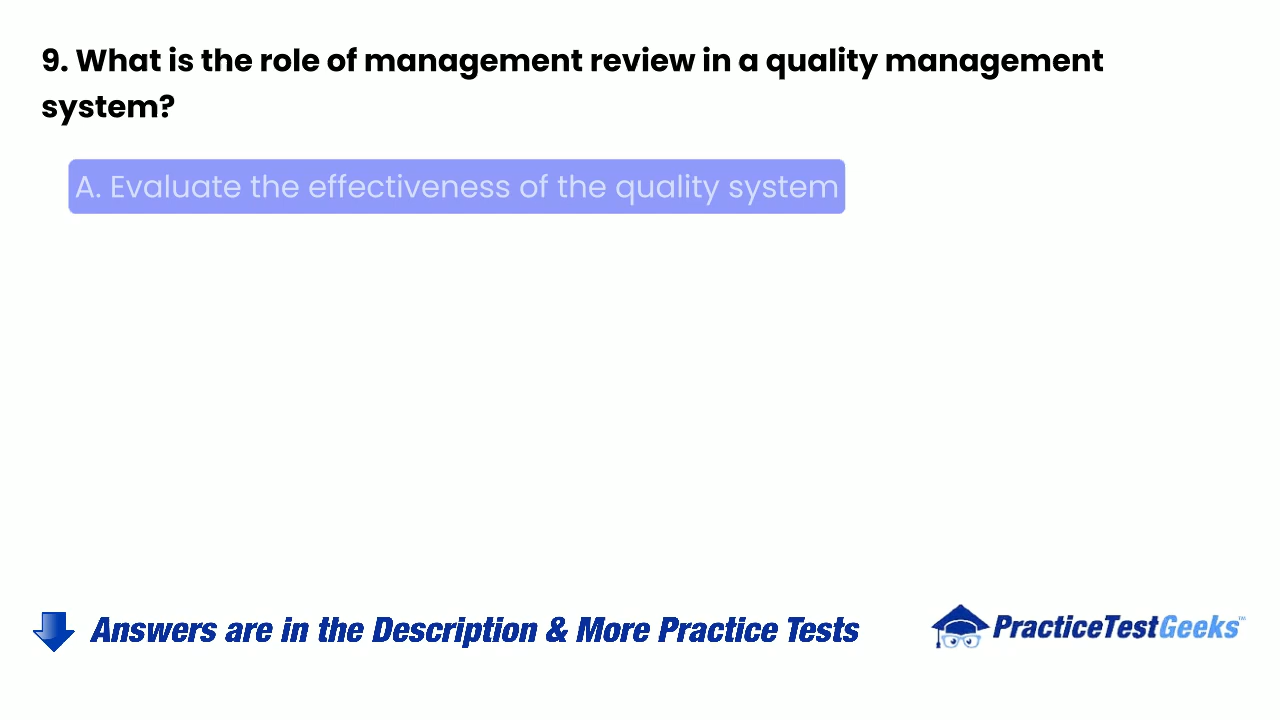 9. What is the role of management review in a quality management
system?
A. Evaluate the effectiveness of the quality system
Answers are in the Description & More Practice Tests
PracticeTestGeeks™